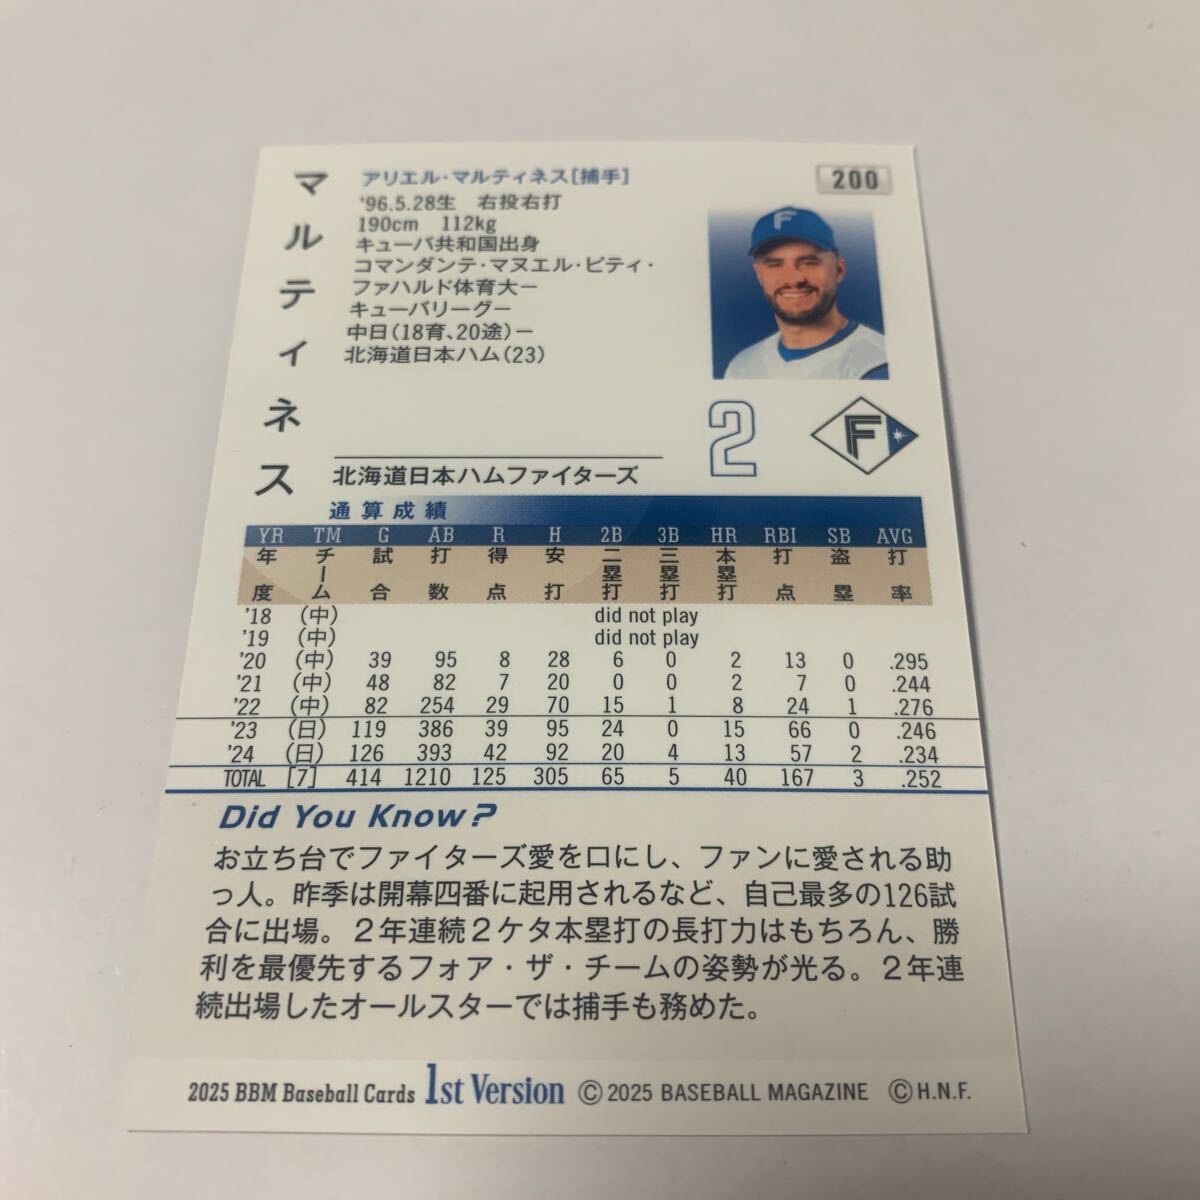 マルティネス
アリエル・マルティネス[捕手]
'96.5.28生 右投右打
190cm 112kg
キューバ共和国出身
コマンダンテ・マヌエル・ピティ・
ファハルド体育大ー
キューバリーグー
中日(18育、20途)ー
北海道日本ハム(23)
200
F
2
F
北海道日本ハムファイターズ
通算成績
YR TM G AB R H 2B 3B HR RBI SB AVG
年度 チーム 試合 打数 得点 安打 二塁打 三塁打 本塁打 打点 盗塁 打率
'18 (中) did not play
'19 (中) did not play
'20 (中) 39 95 8 28 6 0 2 13 0 .295
'21 (中) 48 82 7 20 0 0 2 7 0 .244
'22 (中) 82 254 29 70 15 1 8 24 1 .276
'23 (日) 119 386 39 95 24 0 15 66 0 .246
'24 (日) 126 393 42 92 20 4 13 57 2 .234
TOTAL [7] 414 1210 125 305 65 5 40 167 3 .252
Did You Know?
お立ち台でファイターズ愛を口にし、ファンに愛される助
っ人。昨季は開幕四番に起用されるなど、自己最多の126試
合に出場。2年連続2ケタ本塁打の長打力はもちろん、勝
利を最優先するフォア・ザ・チームの姿勢が光る。2年連
続出場したオールスターでは捕手も務めた。
2025 BBM Baseball Cards 1st Version © 2025 BASEBALL MAGAZINE © H.N.F.